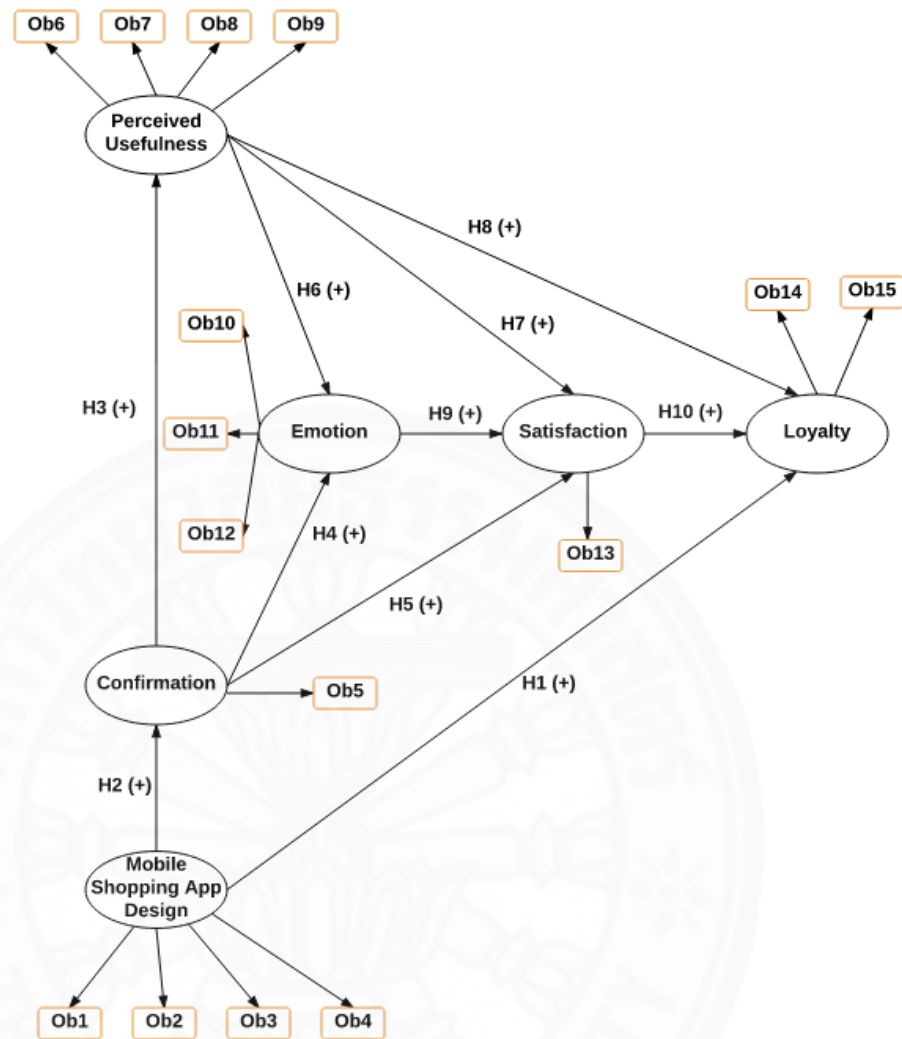 Ob6
Ob7
Ob8
Ob9
Perceived
Usefulness
H8 (+)
H6 (+)
H7 (+)
Ob14
Ob15
Ob10
H3 (+)
Ob11
Emotion
H9 (+)
Satisfaction
H10 (+)
Loyalty
Ob12
H4 (+)
Ob13
H5 (+)
Confirmation
Ob5
H1 (+)
H2 (+)
Mobile
Shopping App
Design
Ob1
Ob2
Ob3
Ob4